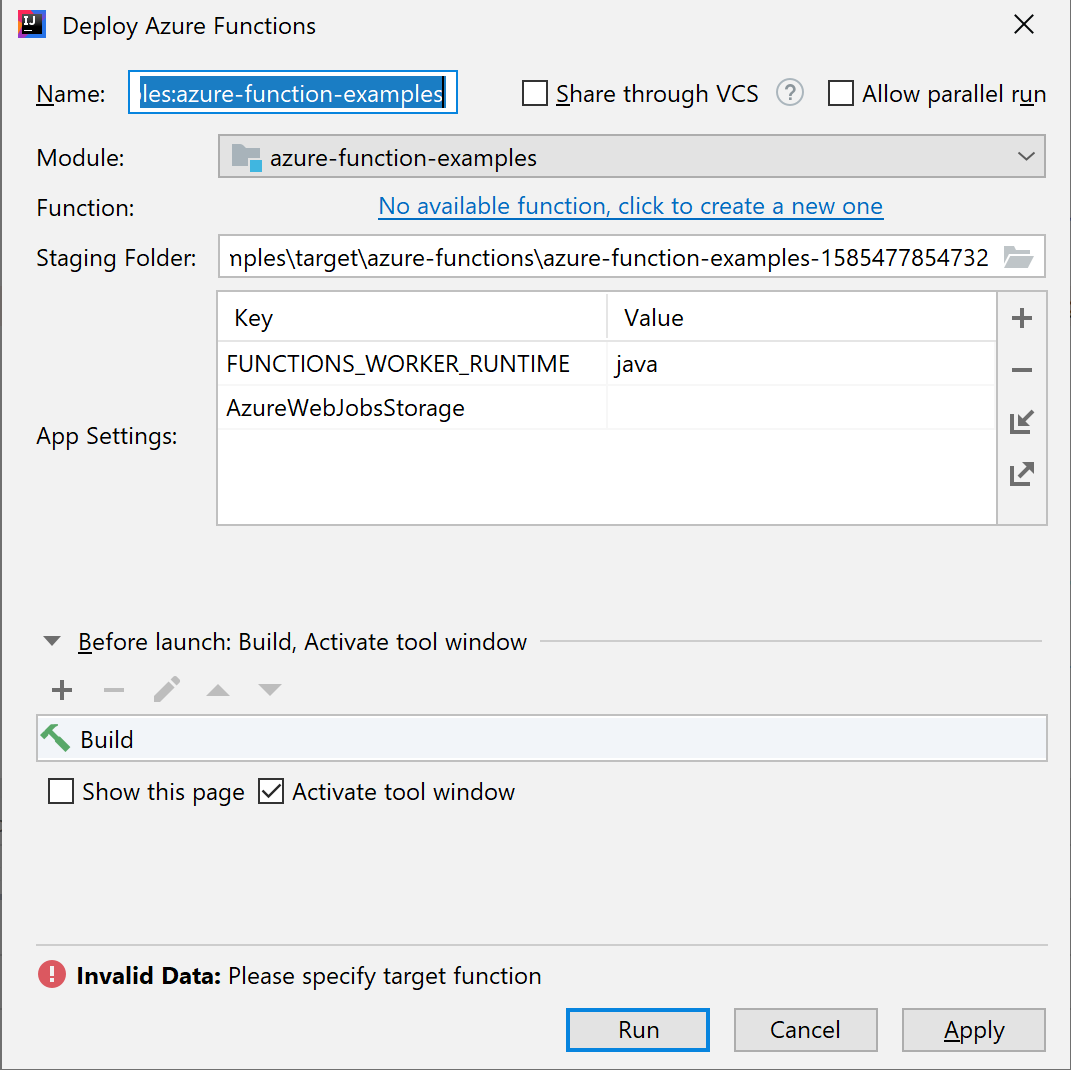 IJ Deploy Azure Functions
Name: les:azure-function-examples Share through VCS ? Allow parallel run
Module: azure-function-examples
Function: No available function, click to create a new one
Staging Folder: mples\target\azure-functions\azure-function-examples-1585477854732
Key Value
FUNCTIONS_WORKER_RUNTIME java
AzureWebJobsStorage
App Settings:
Before launch: Build, Activate tool window
Build
Show this page Activate tool window
Invalid Data: Please specify target function
Run Cancel Apply